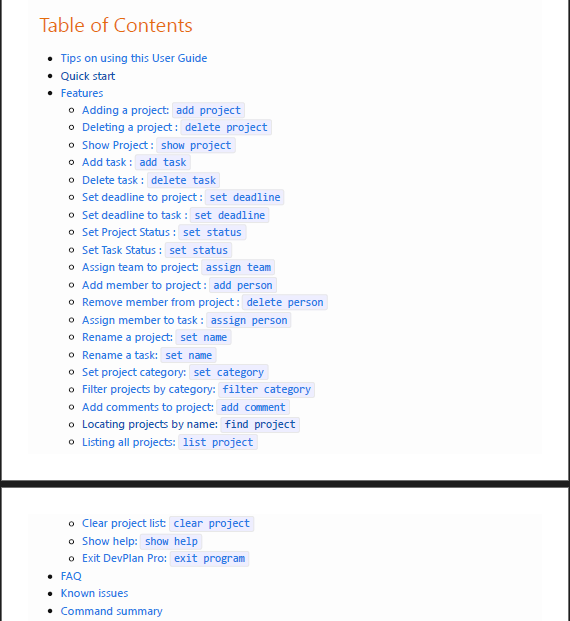 Table of Contents
Tips on using this User Guide
Quick start
Features
Adding a project: add project
Deleting a project : delete project
Show Project : show project
Add task : add task
Delete task : delete task
Set deadline to project : set deadline
Set deadline to task : set deadline
Set Project Status : set status
Set Task Status : set status
Assign team to project: assign team
Add member to project : add person
Remove member from project : delete person
Assign member to task : assign person
Rename a project: set name
Rename a task: set name
Set project category: set category
Filter projects by category: filter category
Add comments to project: add comment
Locating projects by name: find project
Listing all projects: list project
Clear project list: clear project
Show help: show help
Exit DevPlan Pro: exit program
FAQ
Known issues
Command summary